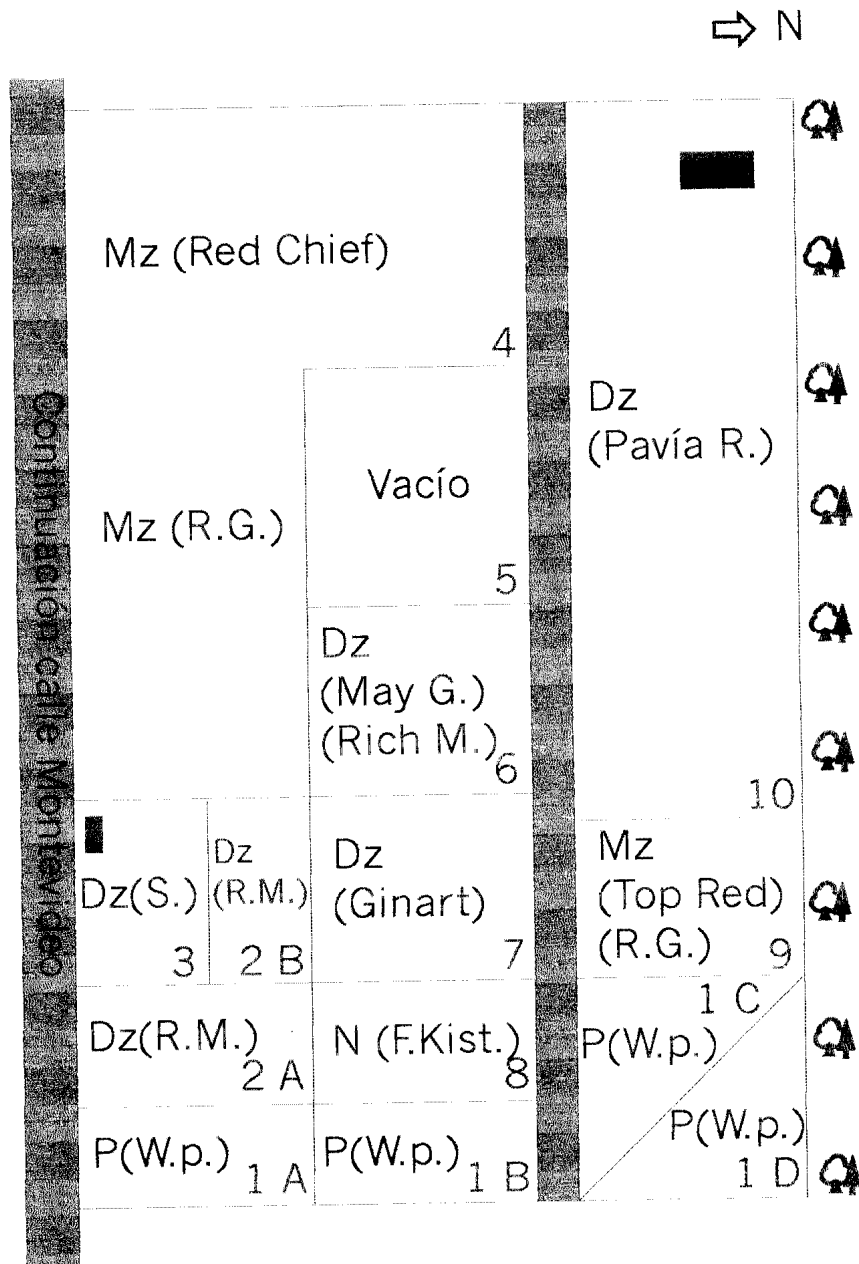 N
Mz (Red Chief)
4
Dz
(Pavía R.)
10
Vacío
5
Mz (R.G.)
Dz
(May G.)
(Rich M.)
6
Continuación calle Montevideo
Dz(S.)
3
Dz
(R.M.)
2 B
Dz
(Ginart)
7
Mz
(Top Red)
(R.G.)
9
Dz(R.M.)
2 A
N (F.Kist.)
8
1 C
P(W.p.)
P(W.p.)
1 A
P(W.p.)
1 B
P(W.p.)
1 D